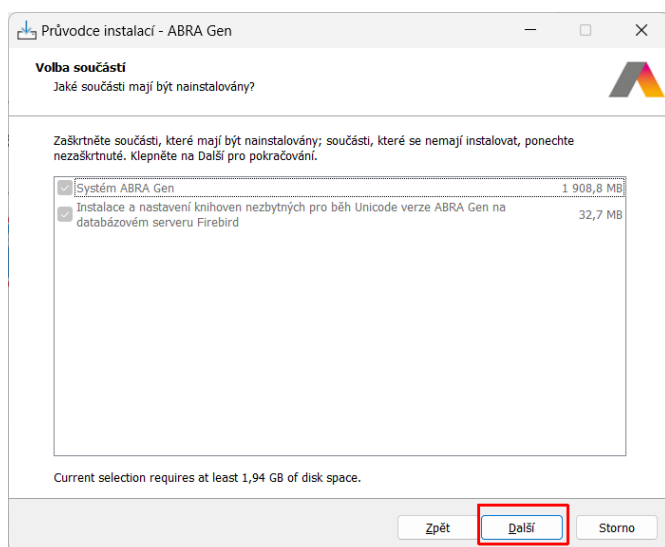 Průvodce instalací - ABRA Gen
Volba součástí
Jaké součásti mají být nainstalovány?
Zaškrtněte součásti, které mají být nainstalovány; součásti, které se nemají instalovat, ponechte
nezaškrtnuté. Klepněte na Další pro pokračování.
Systém ABRA Gen 1 908,8 MB
Instalace a nastavení knihoven nezbytných pro běh Unicode verze ABRA Gen na
databázovém serveru Firebird 32,7 MB
Current selection requires at least 1,94 GB of disk space.
Zpět Další Storno